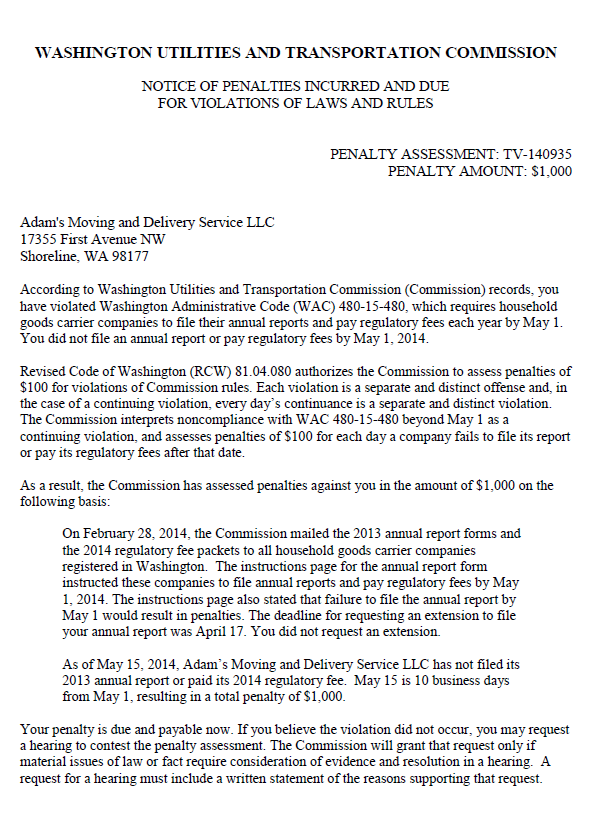 WASHINGTON UTILITIES AND TRANSPORTATION COMMISSION
NOTICE OF PENALTIES INCURRED AND DUE
FOR VIOLATIONS OF LAWS AND RULES
PENALTY ASSESSMENT: TV-140935
PENALTY AMOUNT: $1,000
Adam's Moving and Delivery Service LLC
17355 First Avenue NW
Shoreline, WA 98177
According to Washington Utilities and Transportation Commission (Commission) records, you
have violated Washington Administrative Code (WAC) 480-15-480, which requires household
goods carrier companies to file their annual reports and pay regulatory fees each year by May 1.
You did not file an annual report or pay regulatory fees by May 1, 2014.
Revised Code of Washington (RCW) 81.04.080 authorizes the Commission to assess penalties of
$100 for violations of Commission rules. Each violation is a separate and distinct offense and, in
the case of a continuing violation, every day's continuance is a separate and distinct violation.
The Commission interprets noncompliance with WAC 480-15-480 beyond May 1 as a
continuing violation, and assesses penalties of $100 for each day a company fails to file its report
or pay its regulatory fees after that date.
As a result, the Commission has assessed penalties against you in the amount of $1,000 on the
following basis:
On February 28, 2014, the Commission mailed the 2013 annual report forms and
the 2014 regulatory fee packets to all household goods carrier companies
registered in Washington. The instructions page for the annual report form
instructed these companies to file annual reports and pay regulatory fees by May
1, 2014. The instructions page also stated that failure to file the annual report by
May 1 would result in penalties. The deadline for requesting an extension to file
your annual report was April 17. You did not request an extension.
As of May 15, 2014, Adam's Moving and Delivery Service LLC has not filed its
2013 annual report or paid its 2014 regulatory fee. May 15 is 10 business days
from May 1, resulting in a total penalty of $1,000.
Your penalty is due and payable now. If you believe the violation did not occur, you may request
a hearing to contest the penalty assessment. The Commission will grant that request only if
material issues of law or fact require consideration of evidence and resolution in a hearing. A
request for a hearing must include a written statement of the reasons supporting that request.